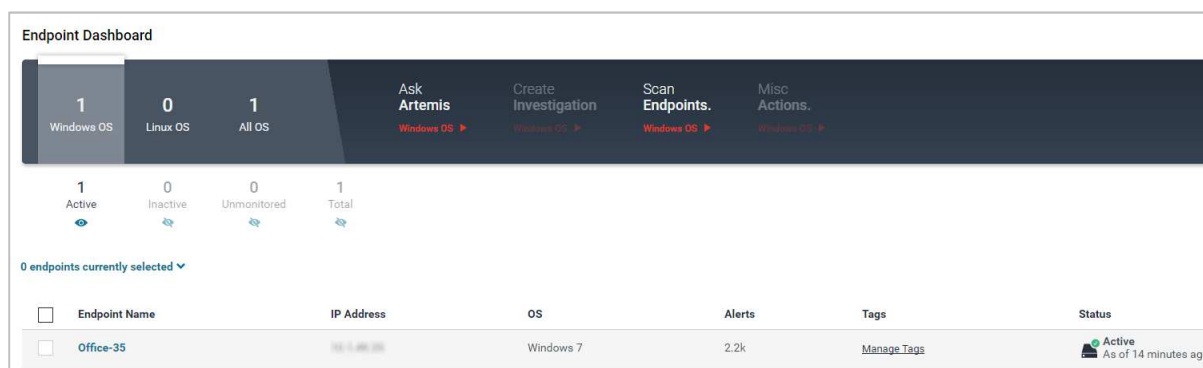 Endpoint Dashboard
1
Windows OS
0
Linux OS
1
All OS
Ask
Artemis
Windows OS
Create
Investigation
Windows OS
Scan
Endpoints.
Windows OS
Misc
Actions.
Windows OS
1
Active
0
Inactive
0
Unmonitored
1
Total
0 endpoints currently selected
Endpoint Name IP Address OS Alerts Tags Status
Office-35 Windows 7 2.2k Manage Tags Active
As of 14 minutes ag